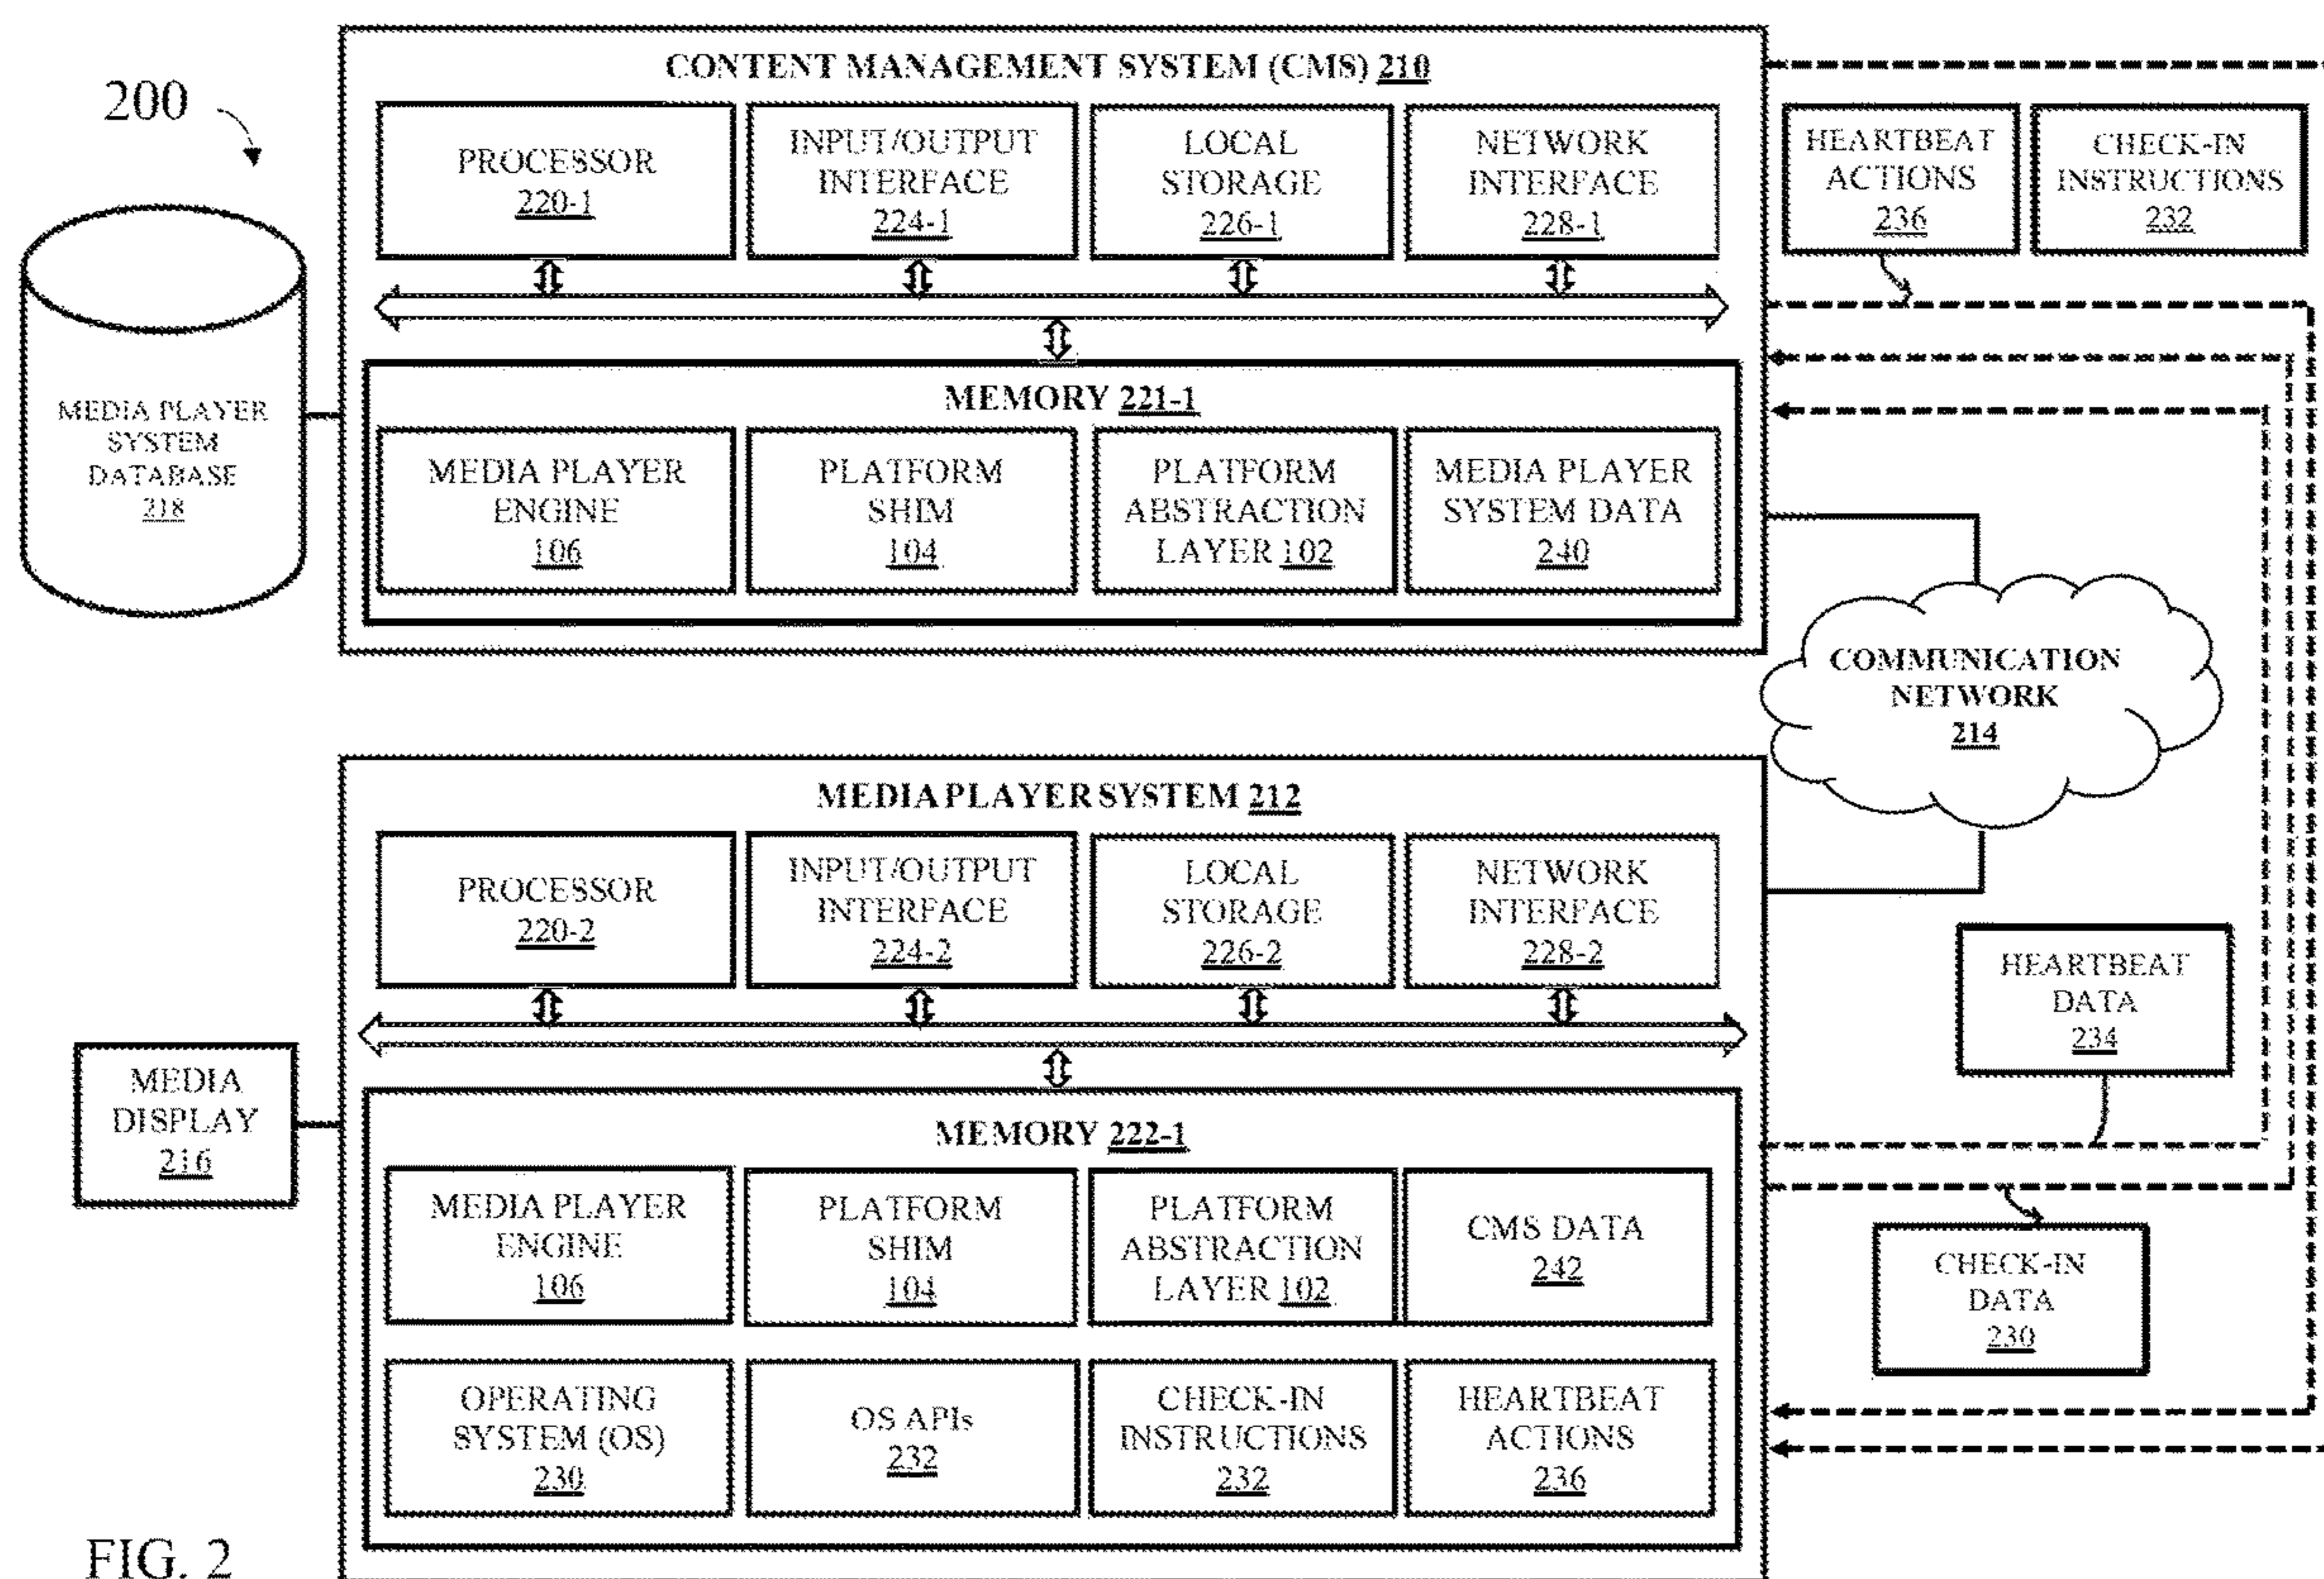 200
CONTENT MANAGEMENT SYSTEM (CMS) 210
PROCESSOR
220-1
INPUT/OUTPUT
INTERFACE
224-1
LOCAL
STORAGE
226-1
NETWORK
INTERFACE
228-1
HEARTBEAT
ACTIONS
236
CHECK-IN
INSTRUCTIONS
232
MEDIA PLAYER
SYSTEM
DATABASE
218
MEMORY 221-1
MEDIA PLAYER
ENGINE
106
PLATFORM
SHIM
104
PLATFORM
ABSTRACTION
LAYER 102
MEDIA PLAYER
SYSTEM DATA
240
COMMUNICATION
NETWORK
214
MEDIA PLAYER SYSTEM 212
PROCESSOR
220-2
INPUT/OUTPUT
INTERFACE
224-2
LOCAL
STORAGE
226-2
NETWORK
INTERFACE
228-2
HEARTBEAT
DATA
234
MEDIA
DISPLAY
216
MEMORY 222-1
MEDIA PLAYER
ENGINE
106
PLATFORM
SHIM
104
PLATFORM
ABSTRACTION
LAYER 102
CMS DATA
242
CHECK-IN
DATA
230
OPERATING
SYSTEM (OS)
230
OS APIs
232
CHECK-IN
INSTRUCTIONS
232
HEARTBEAT
ACTIONS
236
FIG. 2